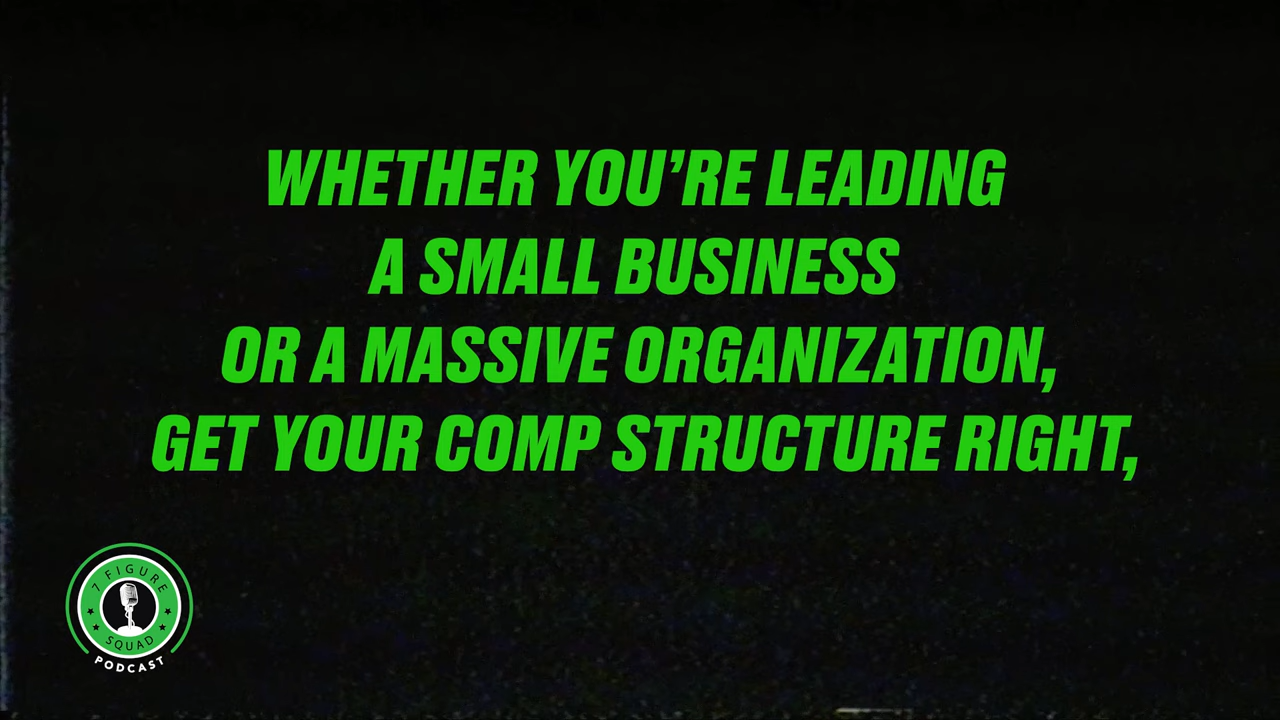 WHETHER YOU’RE LEADING
A SMALL BUSINESS
OR A MASSIVE ORGANIZATION,
GET YOUR COMP STRUCTURE RIGHT,
7 FIGURE
SQUAD
PODCAST